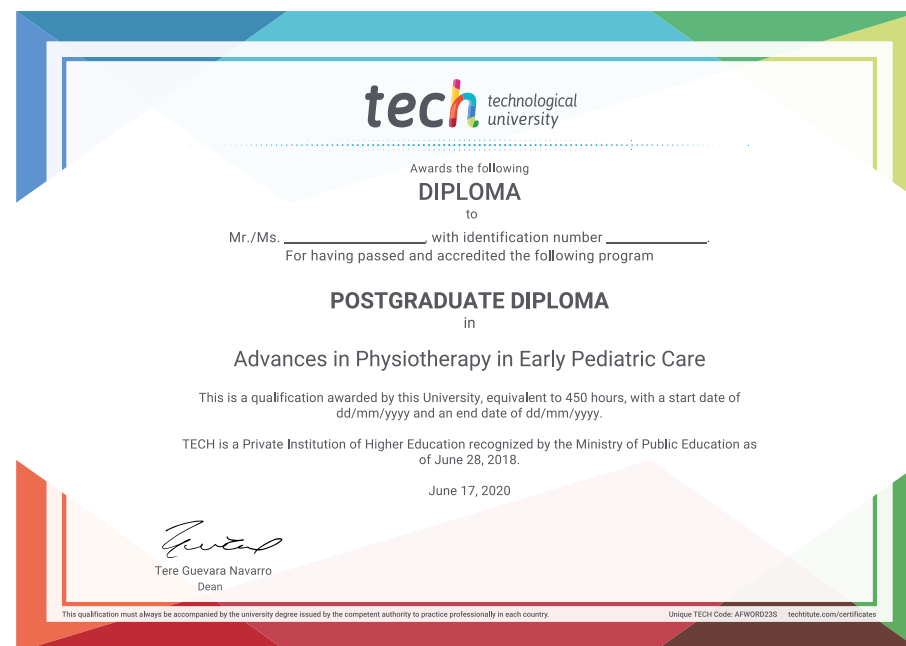 tech technological
university
Awards the following
DIPLOMA
to
Mr./Ms. ____________________, with identification number ______________.
For having passed and accredited the following program
POSTGRADUATE DIPLOMA
in
Advances in Physiotherapy in Early Pediatric Care
This is a qualification awarded by this University, equivalent to 450 hours, with a start date of
dd/mm/yyyy and an end date of dd/mm/yyyy.
TECH is a Private Institution of Higher Education recognized by the Ministry of Public Education as
of June 28, 2018.
June 17, 2020
Tere Guevara Navarro
Dean
This qualification must always be accompanied by the university degree issued by the competent authority to practice professionally in each country. Unique TECH Code: AFWORD23S techtitute.com/certificates